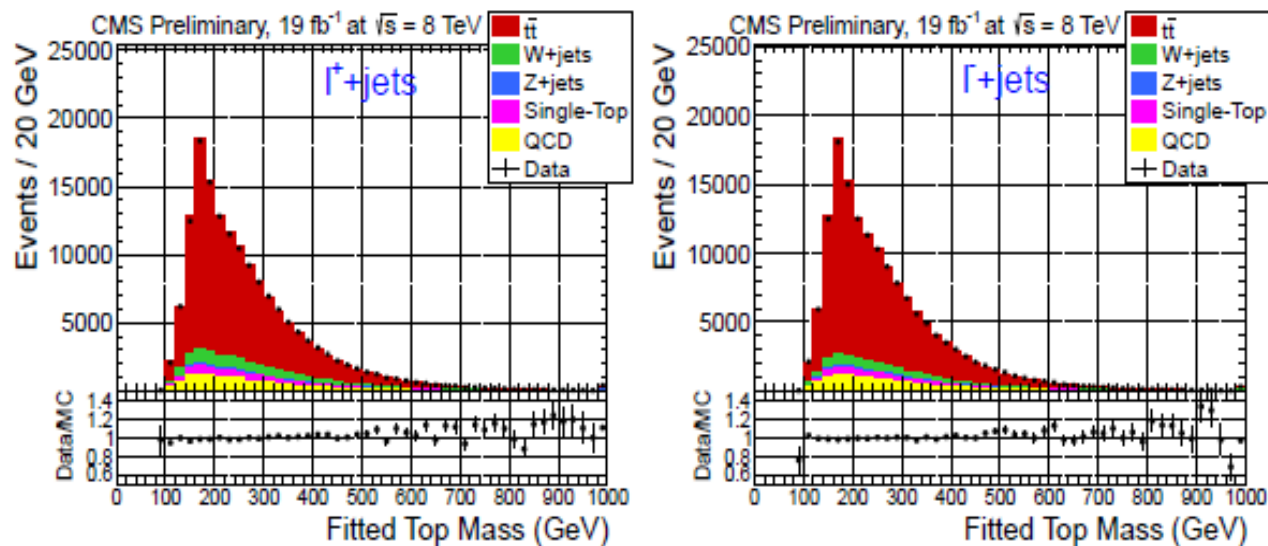 CMS Preliminary, 19 fb⁻¹ at √s = 8 TeV
l⁺+jets
tt̄
W+jets
Z+jets
Single-Top
QCD
Data
Events / 20 GeV
25000
20000
15000
10000
5000
Data/MC
1.4
1.2
1
0.8
0.6
0 100 200 300 400 500 600 700 800 900 1000
Fitted Top Mass (GeV)
CMS Preliminary, 19 fb⁻¹ at √s = 8 TeV
l⁻+jets
tt̄
W+jets
Z+jets
Single-Top
QCD
Data
Events / 20 GeV
25000
20000
15000
10000
5000
Data/MC
1.4
1.2
1
0.8
0.6
0 100 200 300 400 500 600 700 800 900 1000
Fitted Top Mass (GeV)